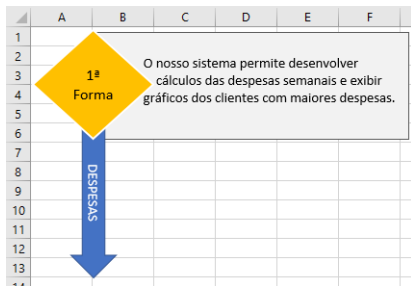 A B C D E F
1
2
3
4
5
6
7
8
9
10
11
12
13
1ª
Forma
O nosso sistema permite desenvolver
cálculos das despesas semanais e exibir
gráficos dos clientes com maiores despesas.
DESPESAS